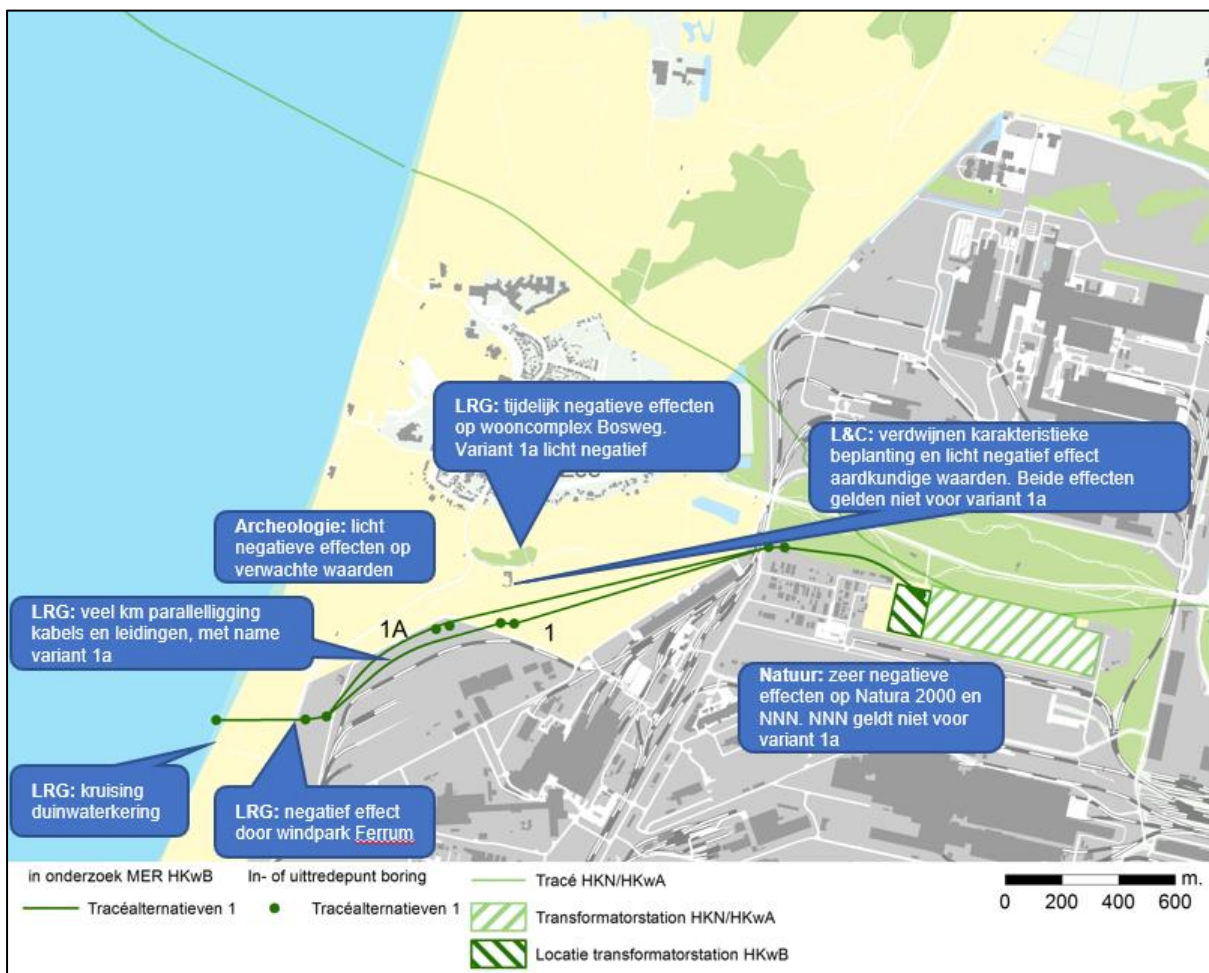 LRG: tijdelijk negatieve effecten
op wooncomplex Bosweg.
Variant 1a licht negatief
L&C: verdwijnen karakteristieke
beplanting en licht negatief effect
aardkundige waarden. Beide effecten
gelden niet voor variant 1a
Archeologie: licht
negatieve effecten op
verwachte waarden
LRG: veel km parallelligging
kabels en leidingen, met name
variant 1a
1A
1
Natuur: zeer negatieve
effecten op Natura 2000 en
NNN. NNN geldt niet voor
variant 1a
LRG: kruising
duinwaterkering
LRG: negatief effect
door windpark Ferrum
in onderzoek MER HKwB
In- of uittredepunt boring
Tracéalternatieven 1
Tracéalternatieven 1
Tracé HKN/HKwA
Transformatorstation HKN/HKwA
Locatie transformatorstation HKwB
m.
0 200 400 600